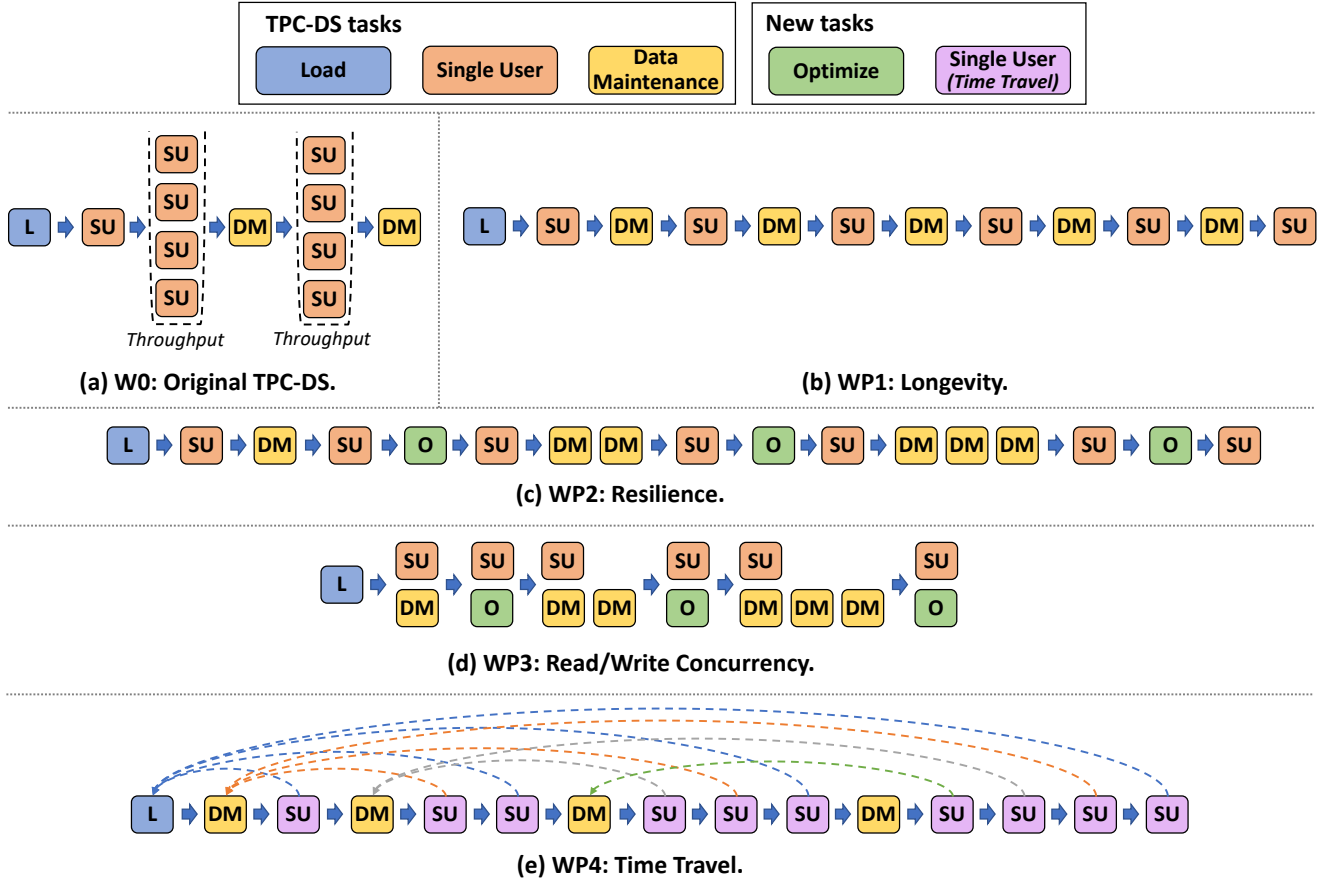 TPC-DS tasks
New tasks
Load
Single User
Data
Maintenance
Optimize
Single User
(Time Travel)
SU
SU
SU
SU
L
SU
DM
SU
SU
SU
SU
DM
Throughput
Throughput
(a) W0: Original TPC-DS.
L
SU
DM
SU
DM
SU
DM
SU
DM
SU
DM
SU
(b) WP1: Longevity.
L
SU
DM
SU
O
SU
DM
DM
SU
O
SU
DM
DM
DM
SU
O
SU
(c) WP2: Resilience.
L
SU
DM
SU
O
SU
DM
DM
SU
O
SU
DM
DM
DM
SU
O
(d) WP3: Read/Write Concurrency.
L
DM
SU
DM
SU
SU
DM
SU
SU
SU
DM
SU
SU
SU
SU
(e) WP4: Time Travel.